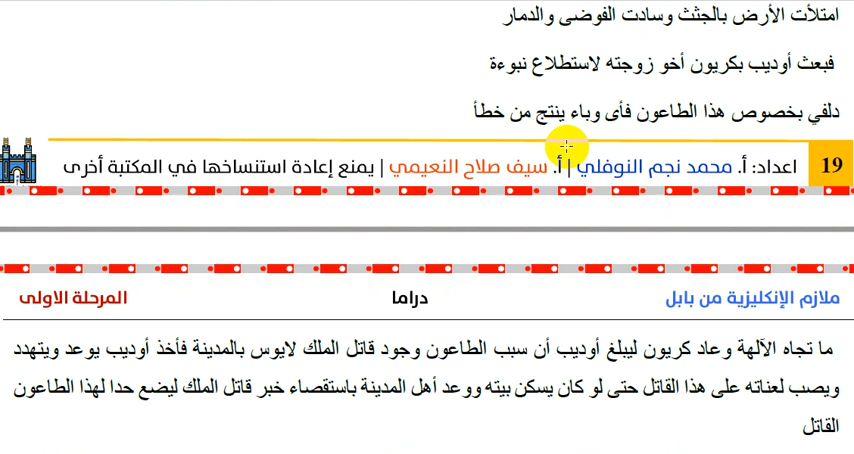 امتلأت الأرض بالجثث وسادت الفوضى والدمار
فبعث أوديب بكريون أخو زوجته لاستطلاع نبوءة
دلفي بخصوص هذا الطاعون فأى وباء ينتج من خطأ
19 اعداد: أ. محمد نجم النوفلي | أ. سيف صلاح النعيمي | يمنع إعادة استنساخها في المكتبة أخرى
ملازم الإنكليزية من بابل دراما المرحلة الاولى
ما تجاه الآلهة وعاد كريون ليبلغ أوديب أن سبب الطاعون وجود قاتل الملك لايوس بالمدينة فأخذ أوديب يوعد ويتهدد
ويصب لعناته على هذا القاتل حتى لو كان يسكن بيته ووعد أهل المدينة باستقصاء خبر قاتل الملك ليضع حدا لهذا الطاعون
القاتل